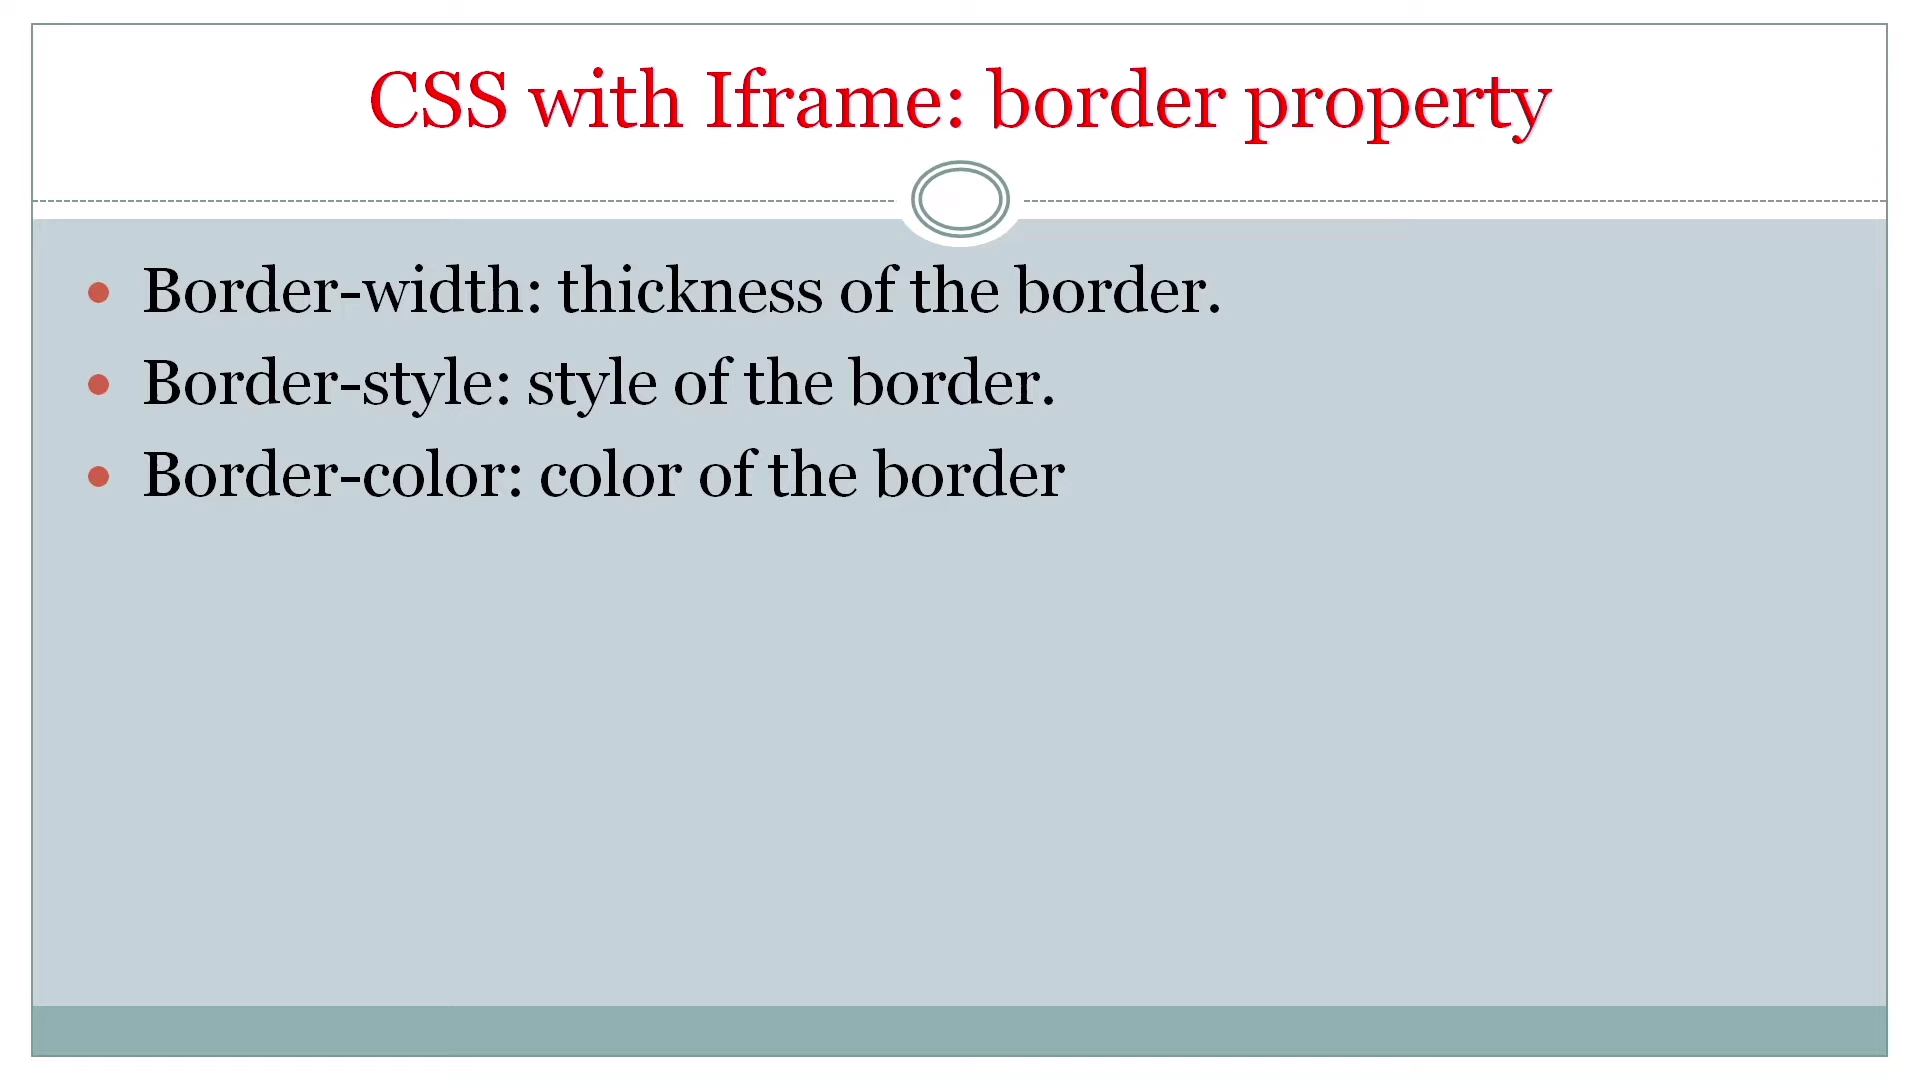 CSS with Iframe: border property
• Border-width: thickness of the border.
• Border-style: style of the border.
• Border-color: color of the border